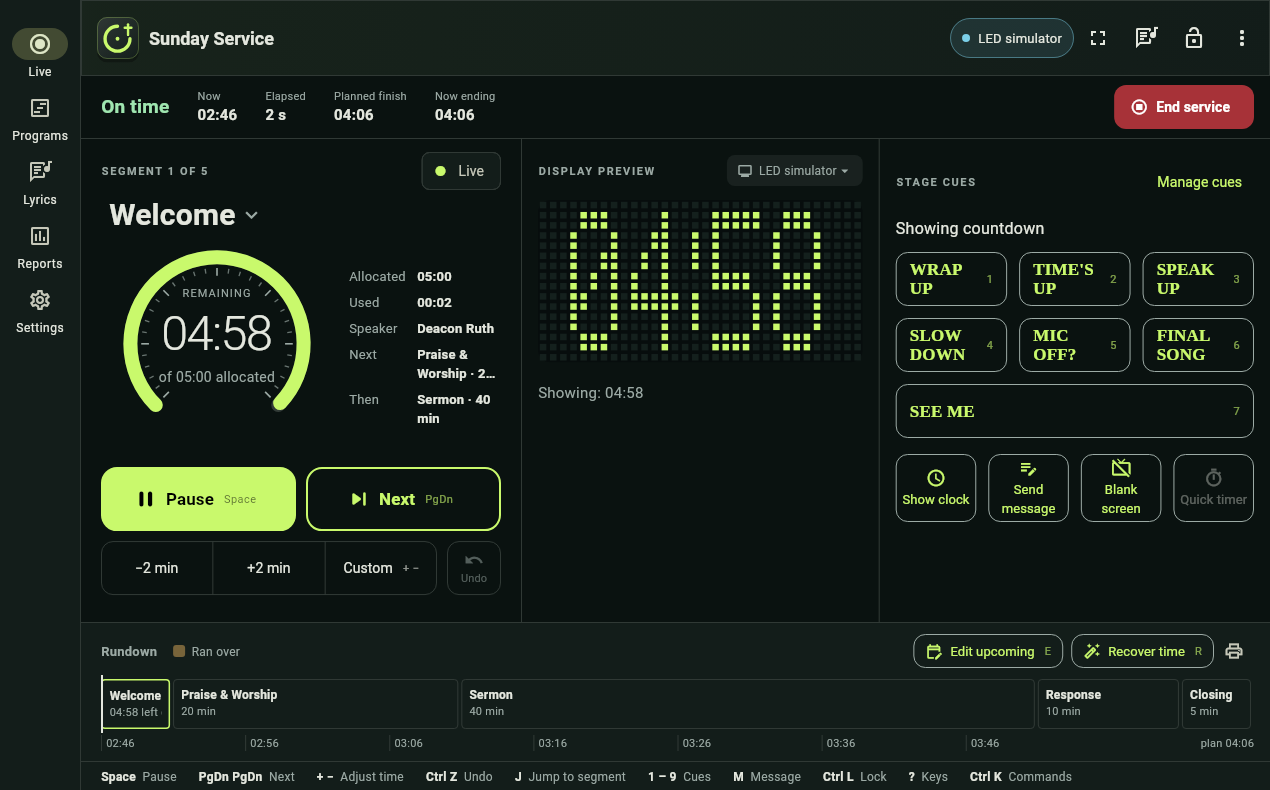 Sunday Service
LED simulator
Live
Programs
Lyrics
Reports
Settings
On time
Now
02:46
Elapsed
2 s
Planned finish
04:06
Now ending
04:06
End service
SEGMENT 1 OF 5
Live
Welcome
REMAINING
04:58
of 05:00 allocated
Allocated 05:00
Used 00:02
Speaker Deacon Ruth
Next Praise &
Worship · 2…
Then Sermon · 40
min
Pause Space
Next PgDn
−2 min
+2 min
Custom + −
Undo
DISPLAY PREVIEW
LED simulator
04:58
Showing: 04:58
STAGE CUES
Manage cues
Showing countdown
WRAP
UP 1
TIME'S
UP 2
SPEAK
UP 3
SLOW
DOWN 4
MIC
OFF? 5
FINAL
SONG 6
SEE ME 7
Show clock
Send
message
Blank
screen
Quick timer
Rundown
Ran over
Edit upcoming E
Recover time R
Welcome
04:58 left
Praise & Worship
20 min
Sermon
40 min
Response
10 min
Closing
5 min
02:46 02:56 03:06 03:16 03:26 03:36 03:46 plan 04:06
Space Pause PgDn PgDn Next + − Adjust time Ctrl Z Undo J Jump to segment 1 – 9 Cues M Message Ctrl L Lock ? Keys Ctrl K Commands